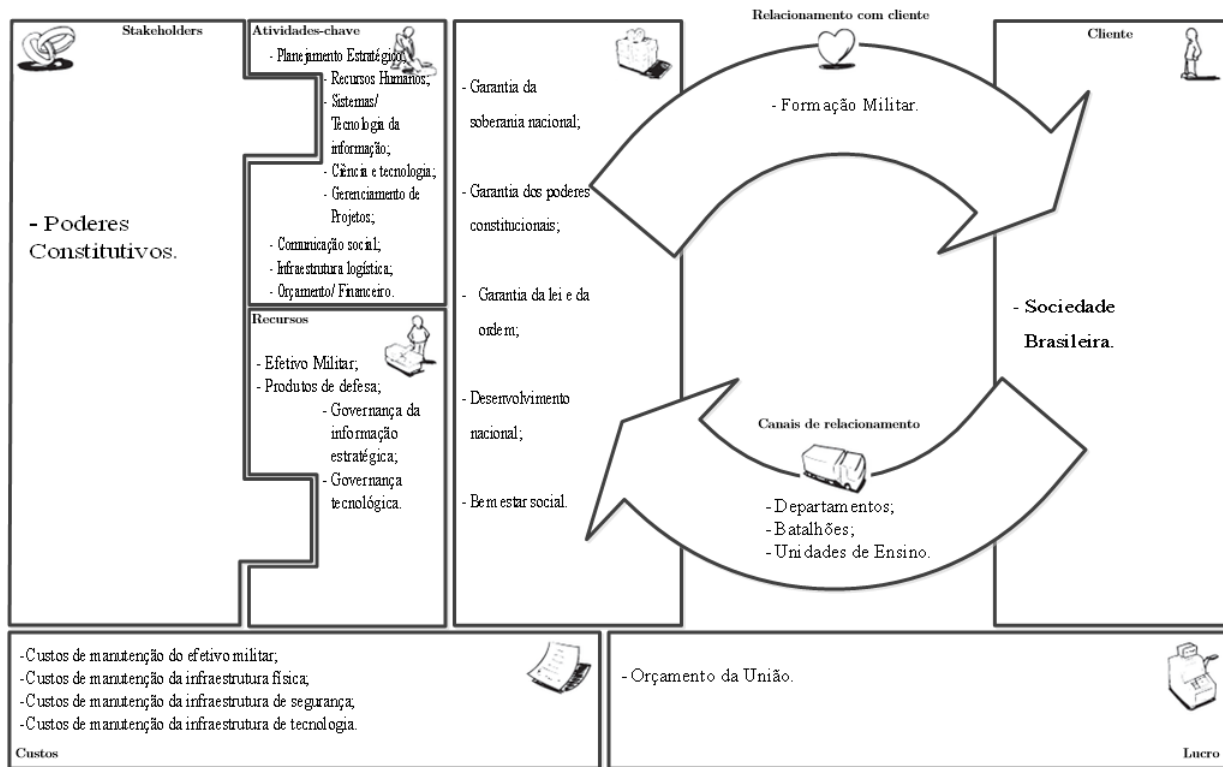 Stakeholders
- Poderes
Constitutivos.
Atividades-chave
- Planejamento Estratégico;
- Recursos Humanos;
- Sistemas/
Tecnologia da
informação;
- Ciência e tecnologia;
- Gerenciamento de
Projetos;
- Comunicação social;
- Infraestrutura logística;
- Orçamento/ Financeiro.
Recursos
- Efetivo Militar;
- Produtos de defesa;
- Governança da
informação
estratégica;
- Governança
tecnológica.
- Garantia da
soberania nacional;
- Garantia dos poderes
constitucionais;
- Garantia da lei e da
ordem;
- Desenvolvimento
nacional;
- Bem estar social.
Relacionamento com cliente
- Formação Militar.
Canais de relacionamento
- Departamentos;
- Batalhões;
- Unidades de Ensino.
Cliente
- Sociedade
Brasileira.
-Custos de manutenção do efetivo militar;
-Custos de manutenção da infraestrutura física;
-Custos de manutenção da infraestrutura de segurança;
-Custos de manutenção da infraestrutura de tecnologia.
Custos
- Orçamento da União.
Lucro